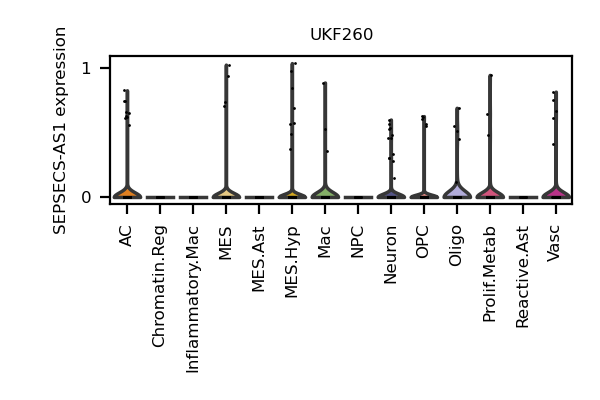 UKF260
SEPSECS-AS1 expression
1
0
AC
Chromatin.Reg
Inflammatory.Mac
MES
MES.Ast
MES.Hyp
Mac
NPC
Neuron
OPC
Oligo
Prolif.Metab
Reactive.Ast
Vasc